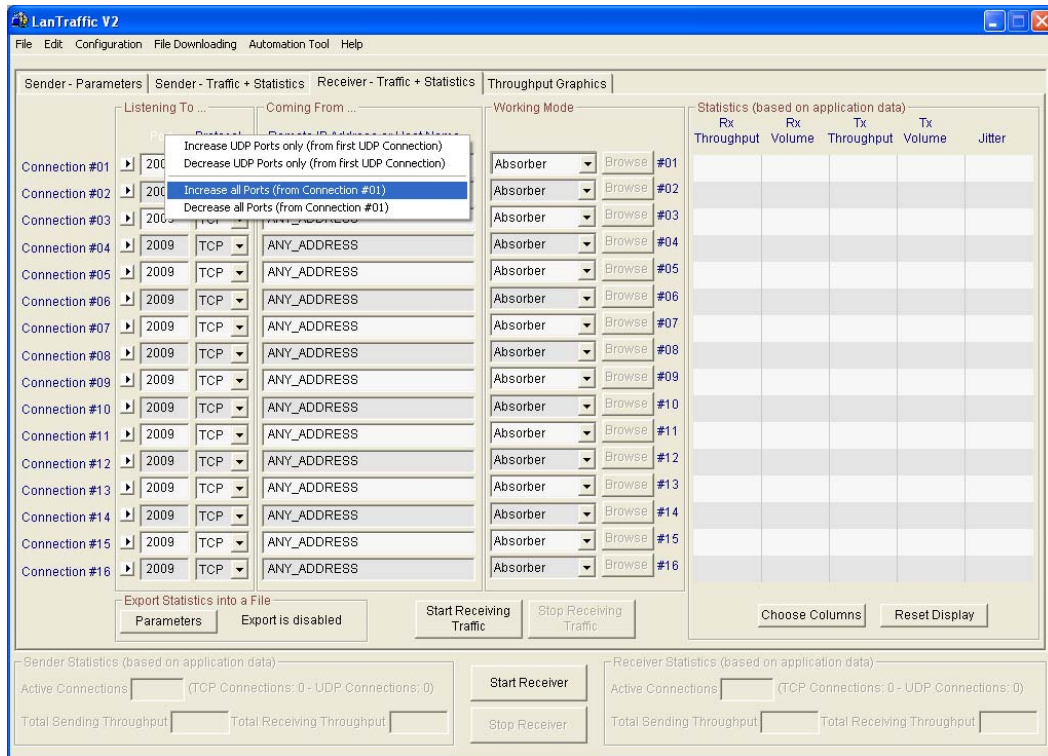 LanTraffic V2
File Edit Configuration File Downloading Automation Tool Help
Sender - Parameters Sender - Traffic + Statistics Receiver - Traffic + Statistics Throughput Graphics
Listening To ... Coming From ... Working Mode Statistics (based on application data)
Rx Throughput Rx Volume Tx Throughput Tx Volume Jitter
Increase UDP Ports only (from first UDP Connection)
Decrease UDP Ports only (from first UDP Connection)
Increase all Ports (from Connection #01)
Decrease all Ports (from Connection #01)
Connection #01 Absorber Browse #01
Connection #02 Absorber Browse #02
Connection #03 Absorber Browse #03
Connection #04 2009 TCP ANY_ADDRESS Absorber Browse #04
Connection #05 2009 TCP ANY_ADDRESS Absorber Browse #05
Connection #06 2009 TCP ANY_ADDRESS Absorber Browse #06
Connection #07 2009 TCP ANY_ADDRESS Absorber Browse #07
Connection #08 2009 TCP ANY_ADDRESS Absorber Browse #08
Connection #09 2009 TCP ANY_ADDRESS Absorber Browse #09
Connection #10 2009 TCP ANY_ADDRESS Absorber Browse #10
Connection #11 2009 TCP ANY_ADDRESS Absorber Browse #11
Connection #12 2009 TCP ANY_ADDRESS Absorber Browse #12
Connection #13 2009 TCP ANY_ADDRESS Absorber Browse #13
Connection #14 2009 TCP ANY_ADDRESS Absorber Browse #14
Connection #15 2009 TCP ANY_ADDRESS Absorber Browse #15
Connection #16 2009 TCP ANY_ADDRESS Absorber Browse #16
Export Statistics into a File
Parameters Export is disabled Start Receiving Traffic Stop Receiving Traffic Choose Columns Reset Display
Sender Statistics (based on application data)
Active Connections (TCP Connections: 0 - UDP Connections: 0)
Total Sending Throughput Total Receiving Throughput
Start Receiver
Stop Receiver
Receiver Statistics (based on application data)
Active Connections (TCP Connections: 0 - UDP Connections: 0)
Total Sending Throughput Total Receiving Throughput